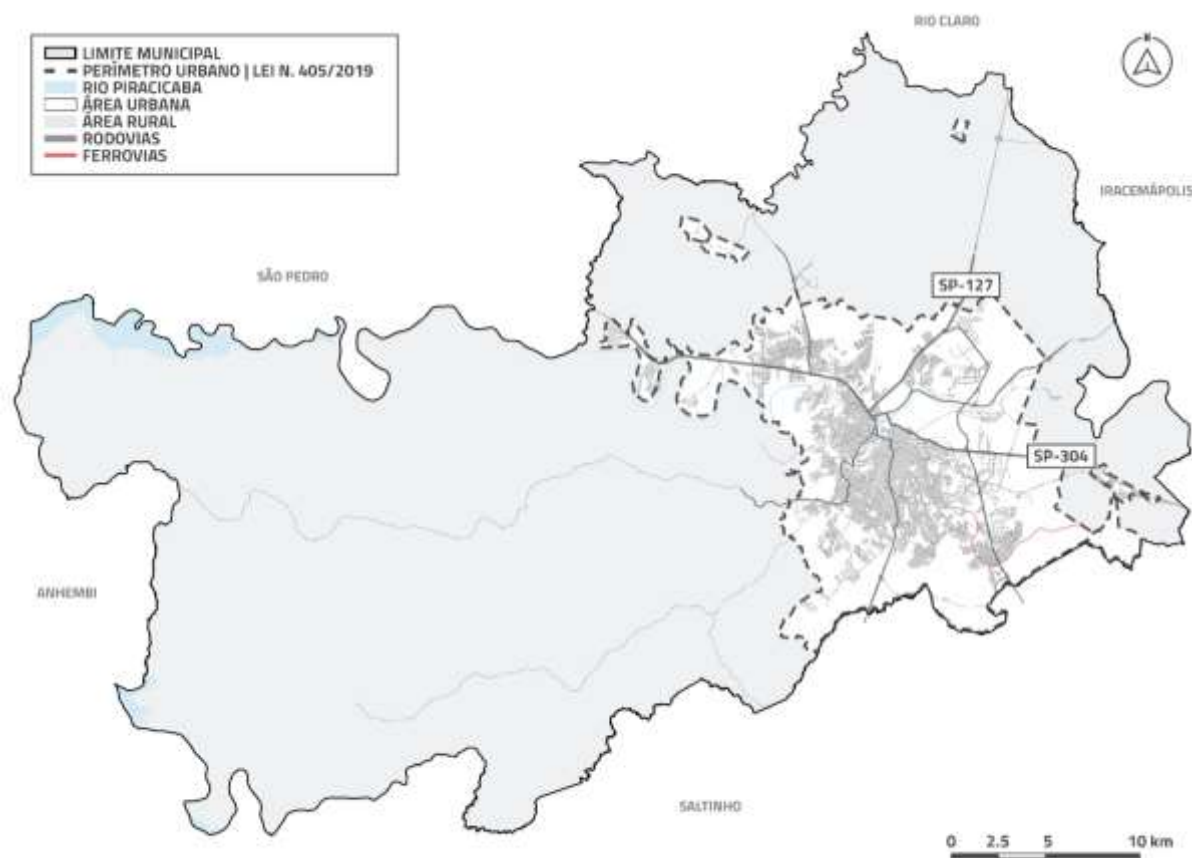 RIO CLARO
N
LIMITE MUNICIPAL
PERÍMETRO URBANO | LEI N. 405/2019
RIO PIRACICABA
ÁREA URBANA
ÁREA RURAL
RODOVIAS
FERROVIAS
IRACEMÁPOLIS
SÃO PEDRO
SP-127
SP-304
ANHEMBI
SALTINHO
0 2.5 5 10 km